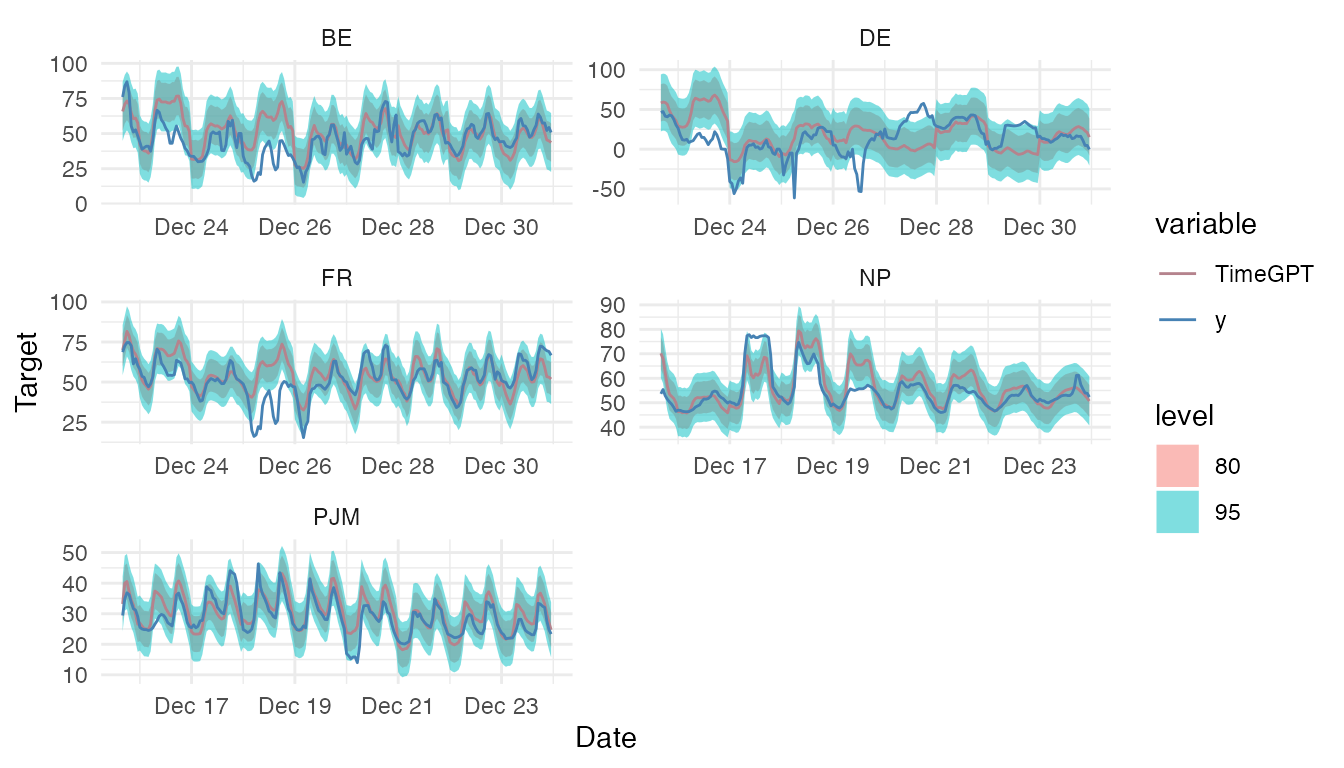 BE
100
75
50
25
0
Dec 24 Dec 26 Dec 28 Dec 30
DE
100
50
0
-50
Dec 24 Dec 26 Dec 28 Dec 30
FR
100
75
50
25
Dec 24 Dec 26 Dec 28 Dec 30
NP
90
80
70
60
50
40
Dec 17 Dec 19 Dec 21 Dec 23
PJM
50
40
30
20
10
Dec 17 Dec 19 Dec 21 Dec 23
Target
Date
variable
TimeGPT
y
level
80
95